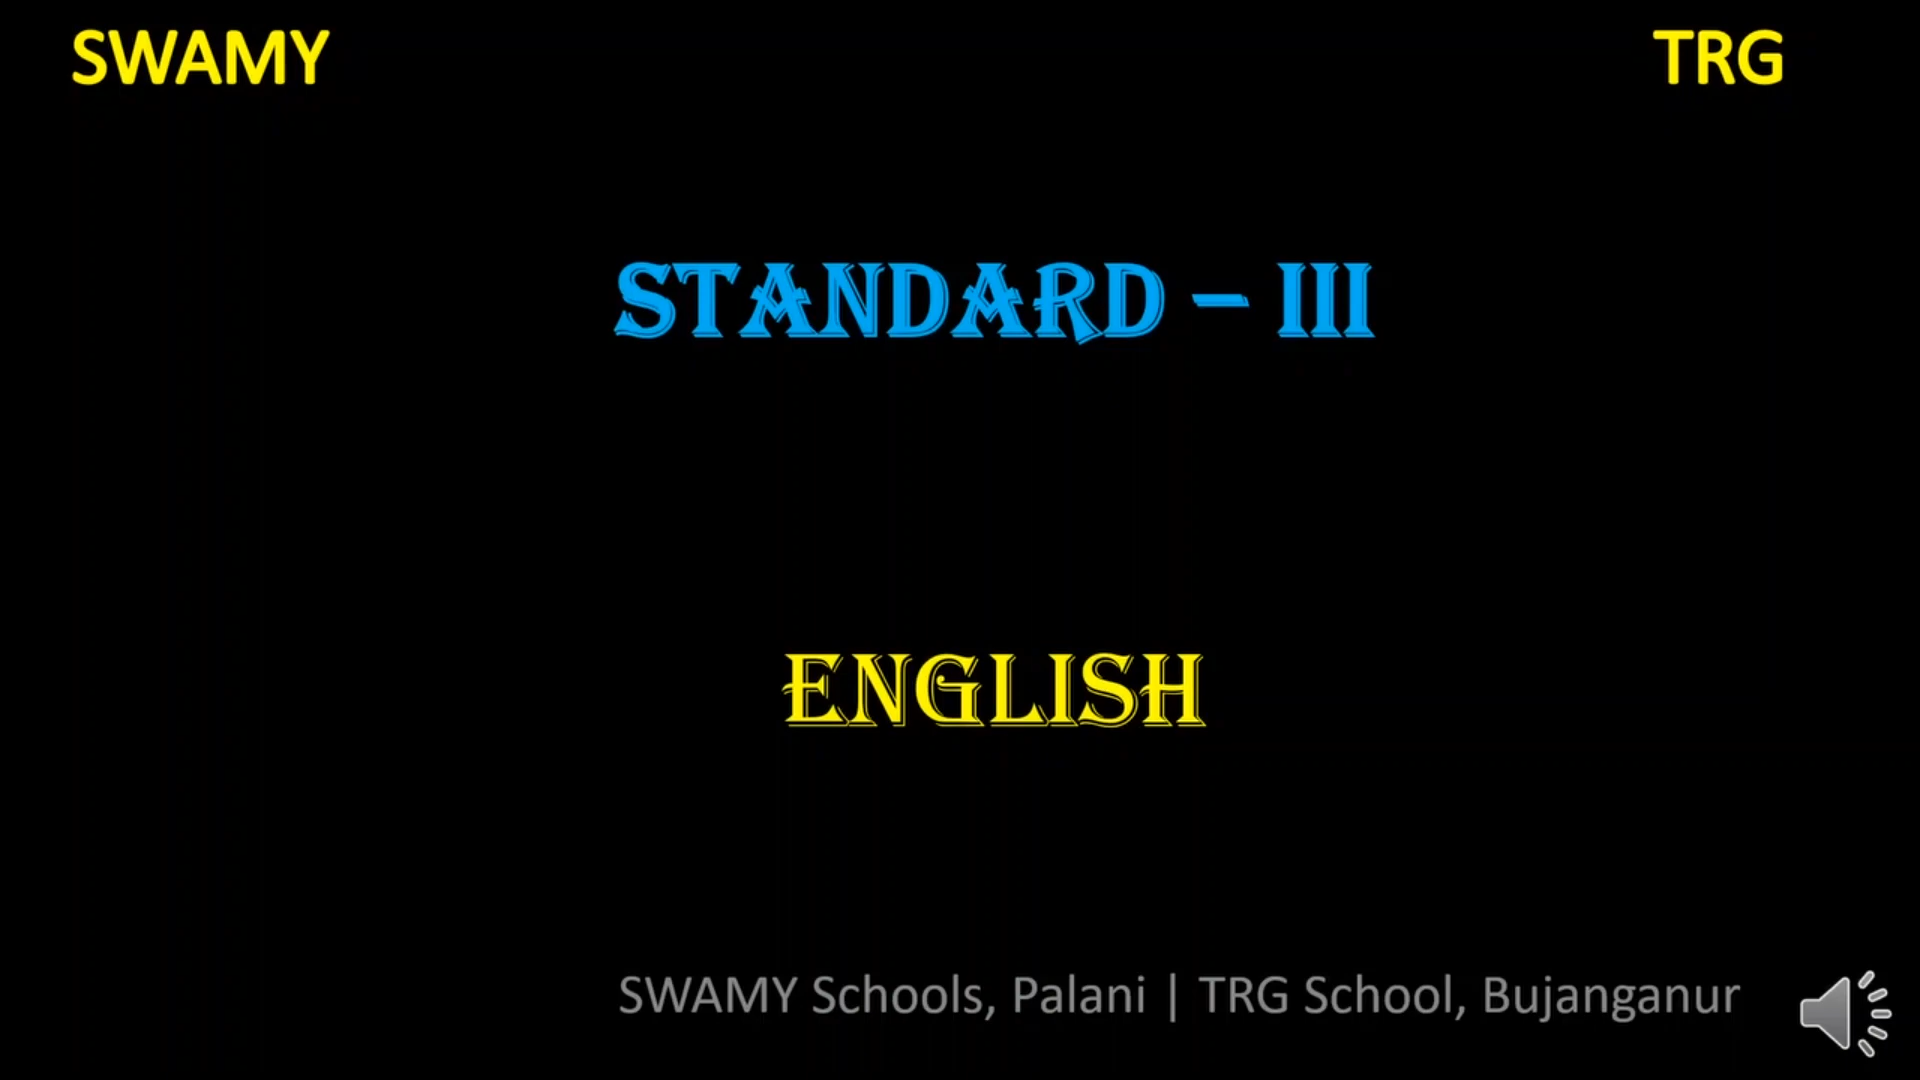 SWAMY TRG
STANDARD – III
ENGLISH
SWAMY Schools, Palani | TRG School, Bujanganur